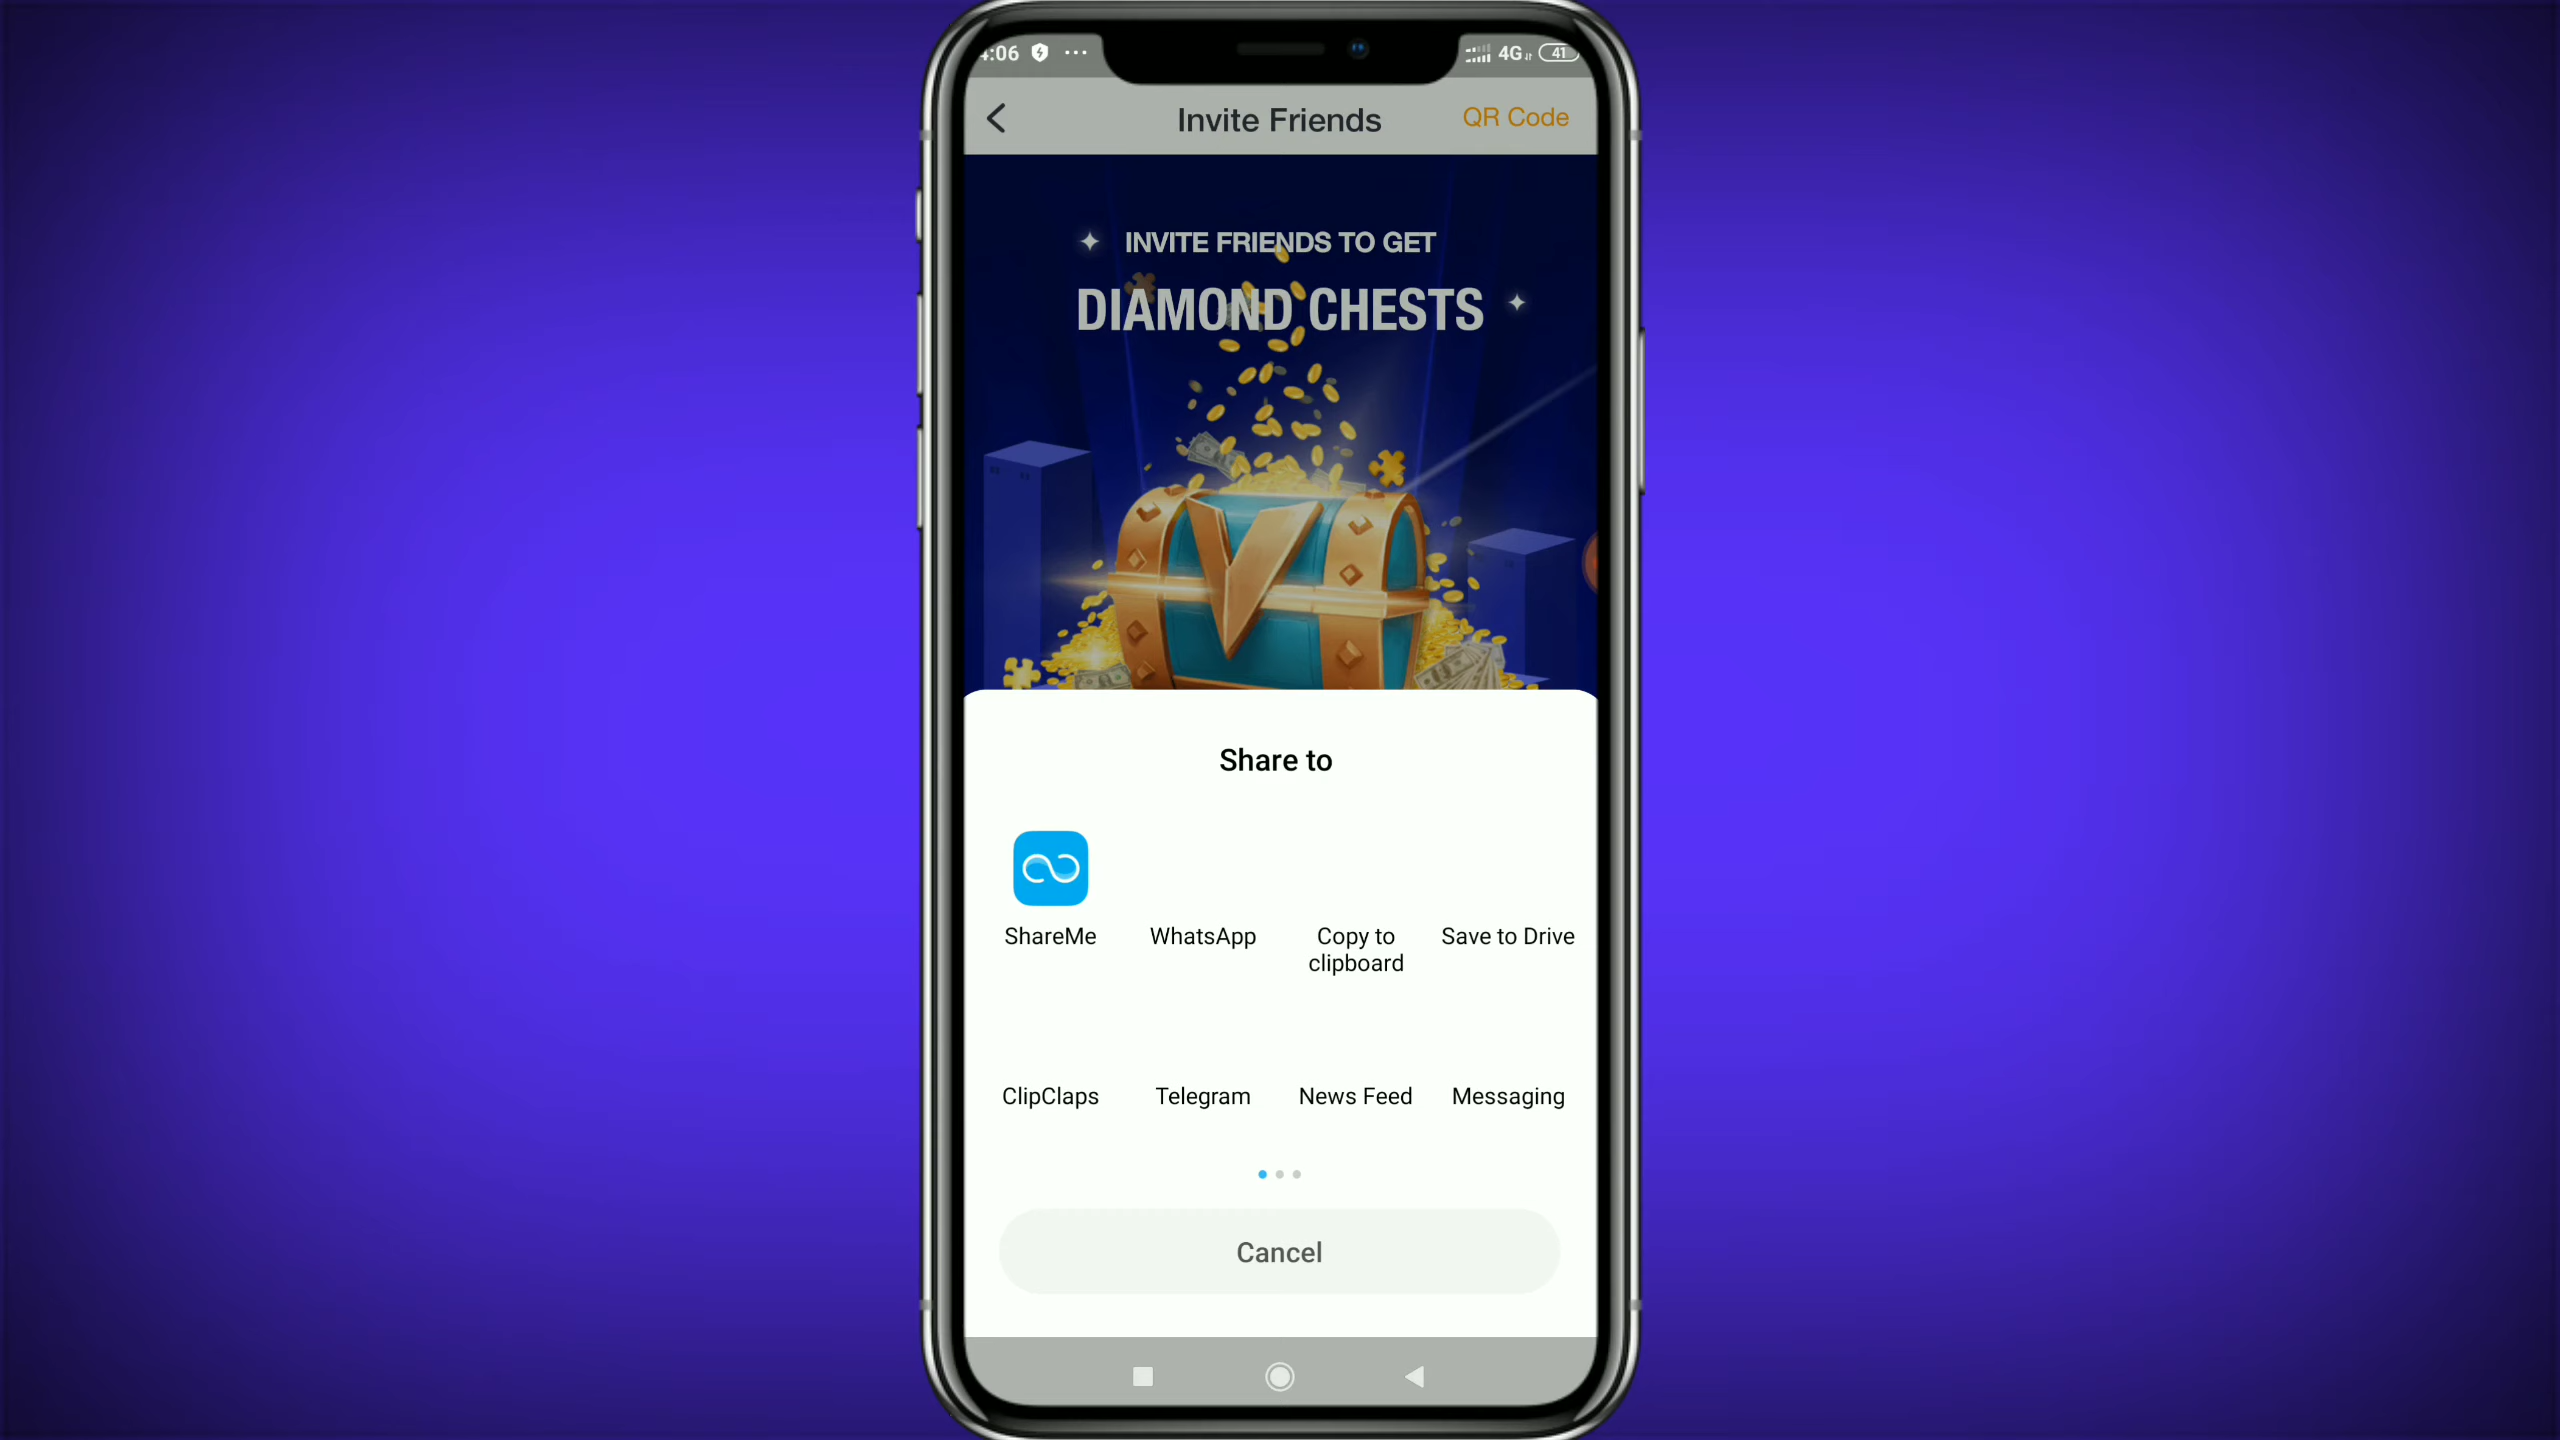 4:06
4G
41
Invite Friends
QR Code
INVITE FRIENDS TO GET
DIAMOND CHESTS
Share to
ShareMe
WhatsApp
Copy to
clipboard
Save to Drive
ClipClaps
Telegram
News Feed
Messaging
Cancel